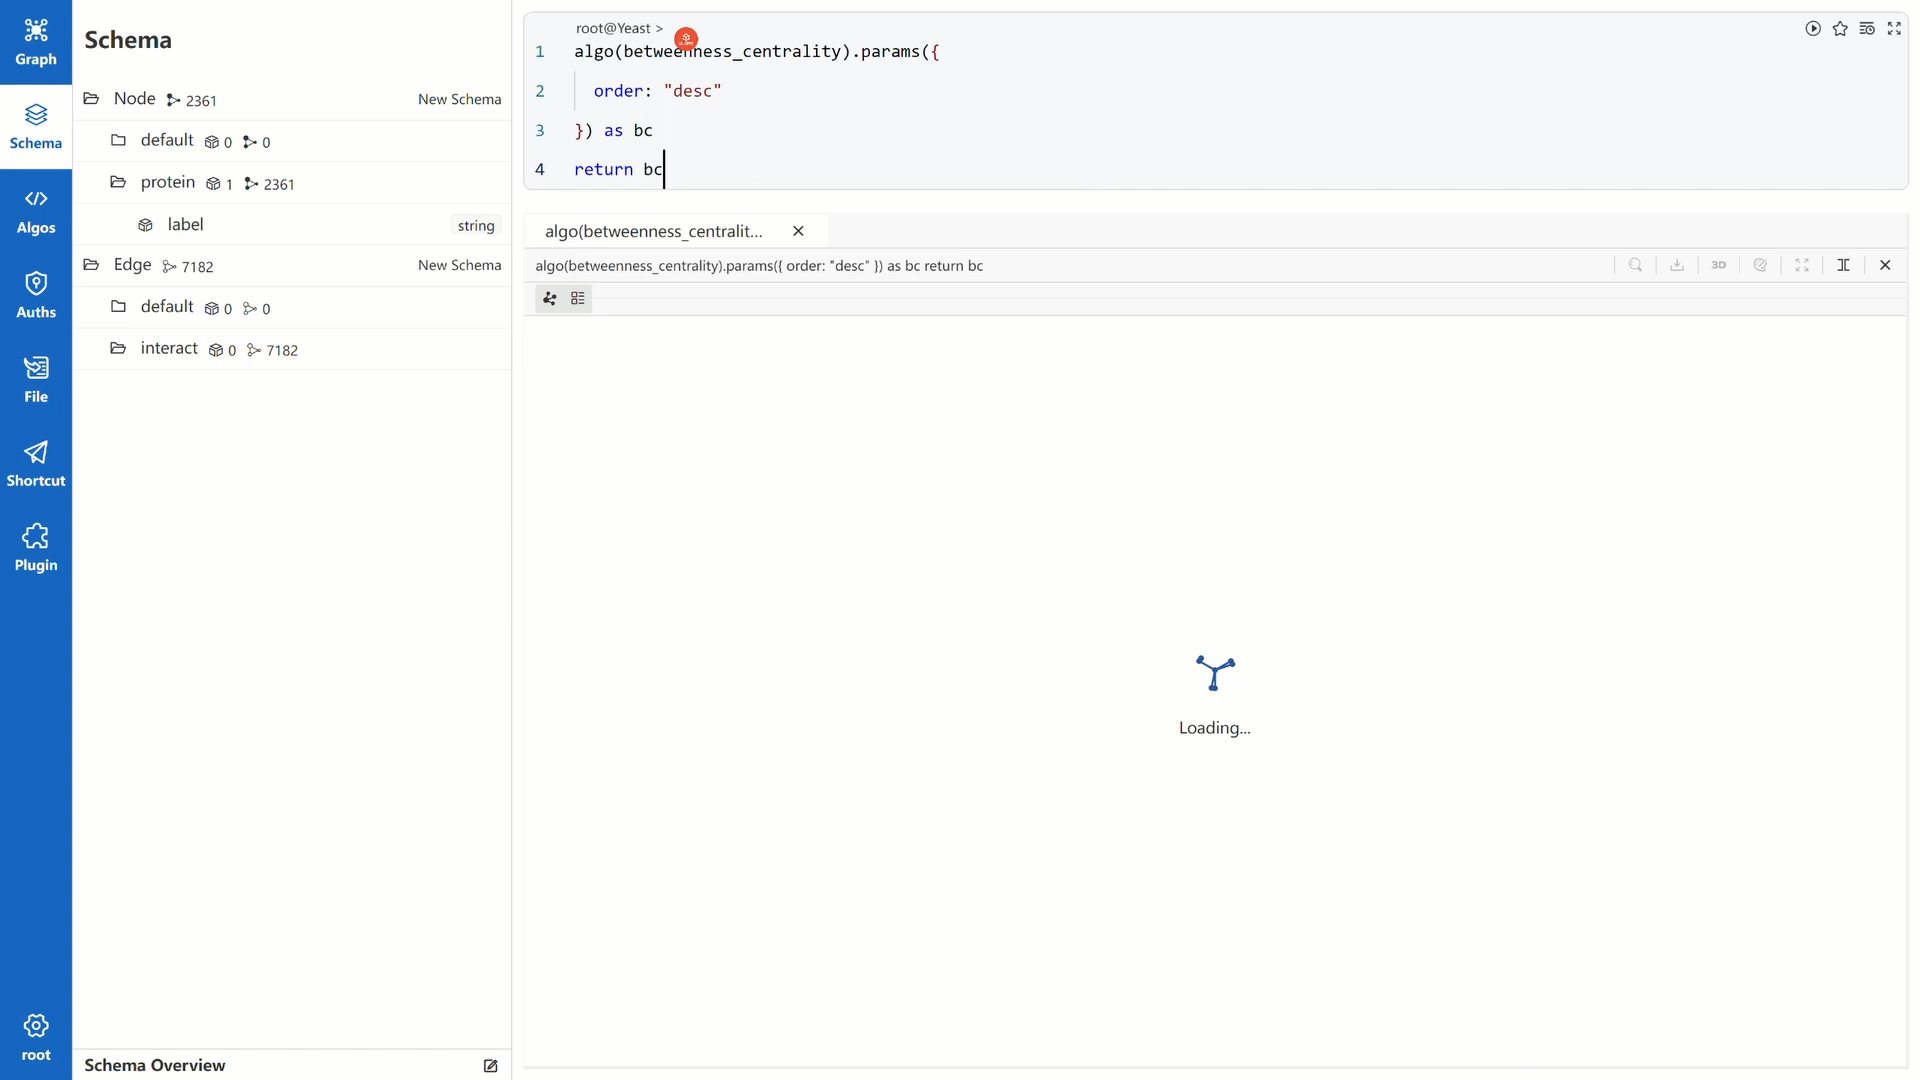 Graph
Schema
Algos
Auths
File
Shortcut
Plugin
root
Schema
Node 2361 New Schema
default 0 0
protein 1 2361
label string
Edge 7182 New Schema
default 0 0
interact 0 7182
Schema Overview
root@Yeast >
1 algo(betweenness_centrality).params({
2 order: "desc"
3 }) as bc
4 return bc
algo(betweenness_centralit...
algo(betweenness_centrality).params({ order: "desc" }) as bc return bc
3D
Loading...